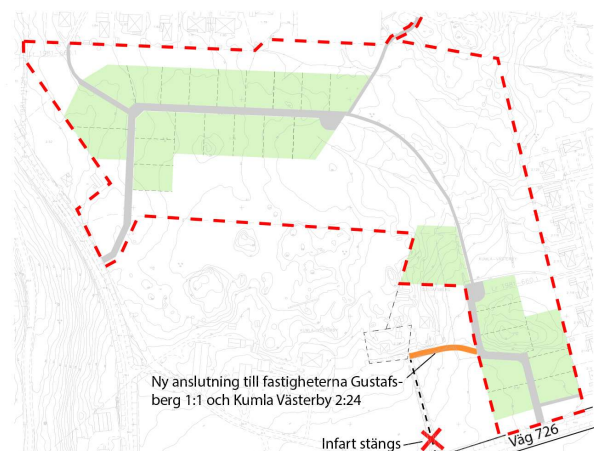 Ny anslutning till fastigheterna Gustafs-
berg 1:1 och Kumla Västerby 2:24
Infart stängs
Väg 726